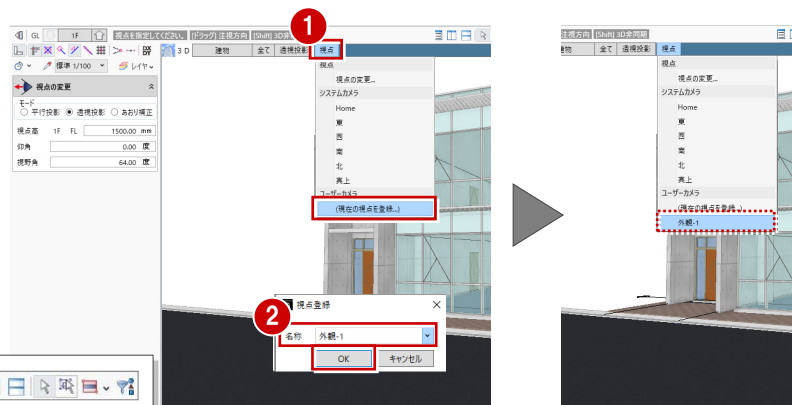 1
GL 1F 視点を指定してください。 [ドラッグ] 注視方向 [Shift] 3D非
標準 1/100 レイヤ
3 D 建物 全て 透視投影 視点
視点の変更
モード
平行投影 透視投影 あおり補正
視点高 1F FL 1500.00 mm
仰角 0.00 度
視野角 64.00 度
視点
視点の変更...
システムカメラ
Home
東
西
南
北
真上
ユーザーカメラ
(現在の視点を登録...)
2
視点登録
名称 外観-1
OK キャンセル
注視方向 [Shift] 3D非同期
建物 全て 透視投影 視点
視点
視点の変更...
システムカメラ
Home
東
西
南
北
真上
ユーザーカメラ
(現在の視点を登録...)
外観-1